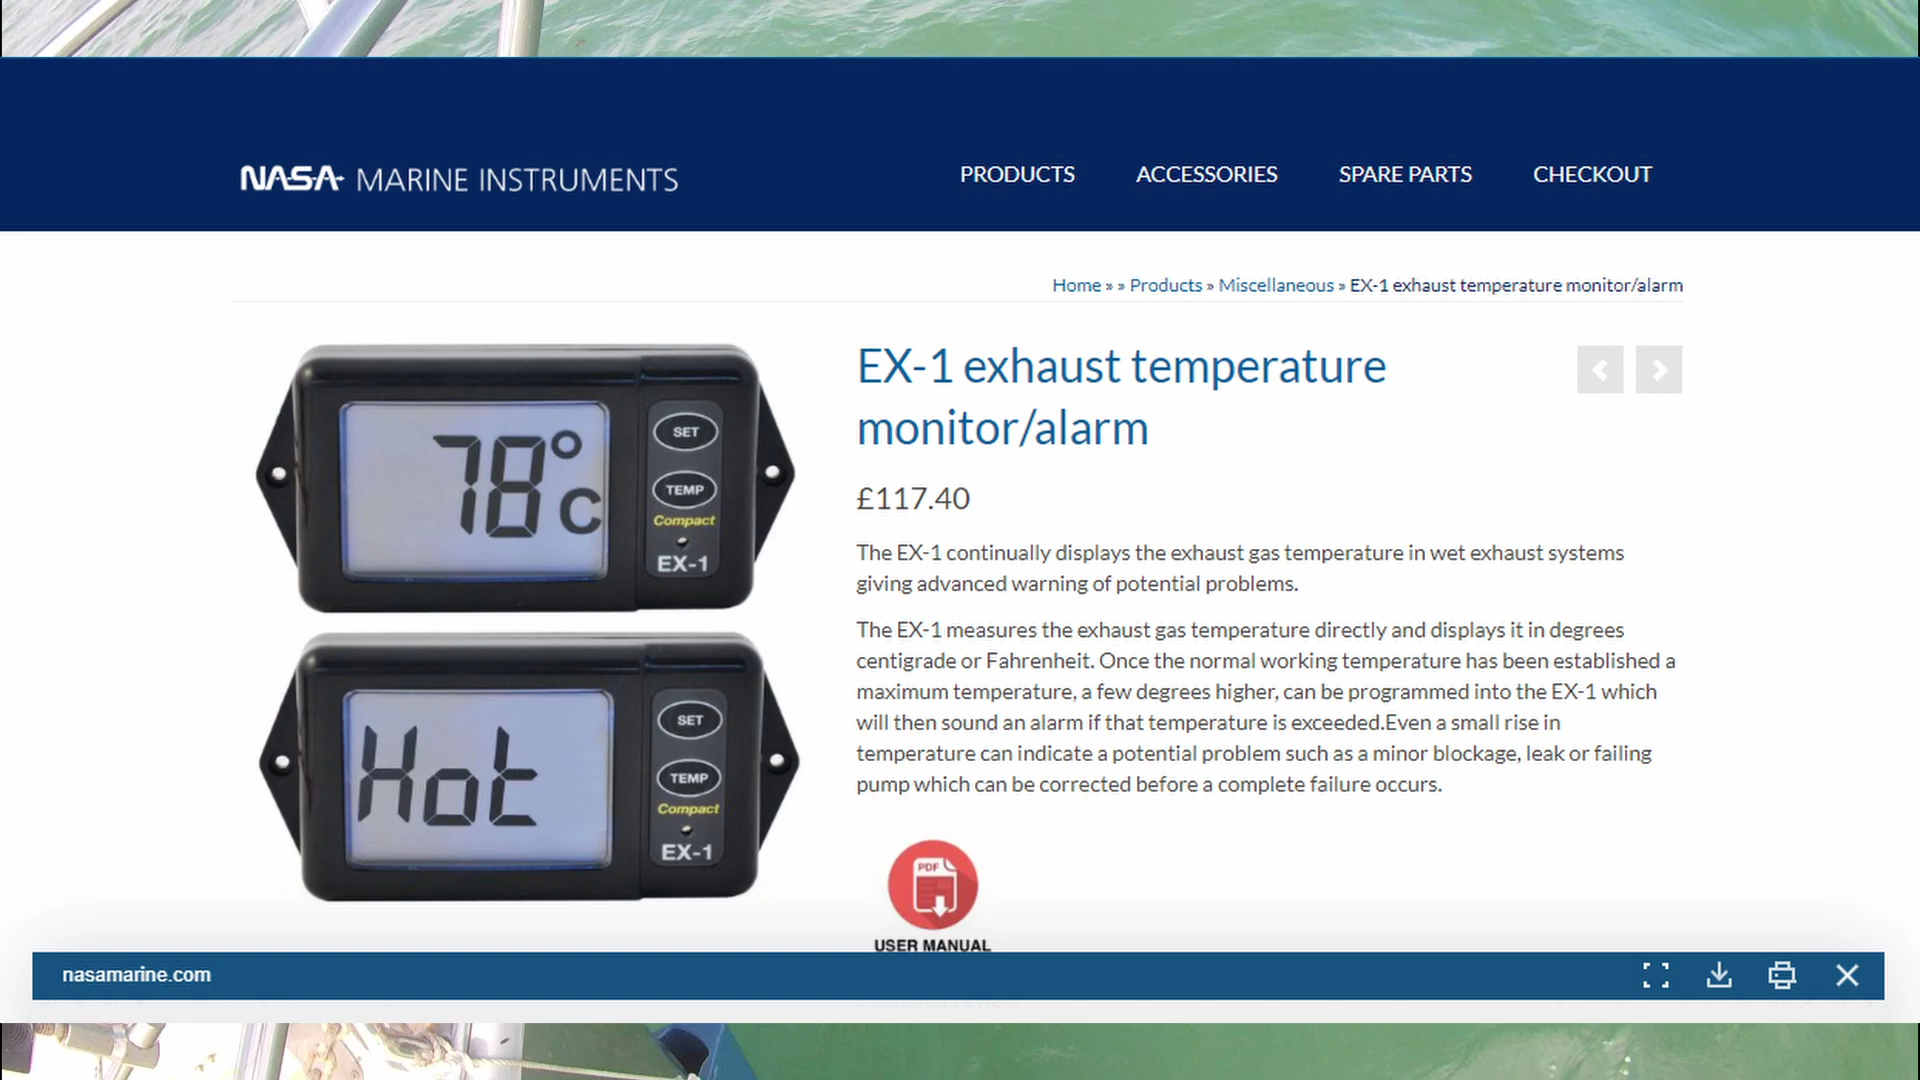 NASA MARINE INSTRUMENTS
PRODUCTS
ACCESSORIES
SPARE PARTS
CHECKOUT
Home » » Products » Miscellaneous » EX-1 exhaust temperature monitor/alarm
78°C
SET
TEMP
Compact
EX-1
Hot
SET
TEMP
Compact
EX-1
EX-1 exhaust temperature
monitor/alarm
£117.40
The EX-1 continually displays the exhaust gas temperature in wet exhaust systems
giving advanced warning of potential problems.
The EX-1 measures the exhaust gas temperature directly and displays it in degrees
centigrade or Fahrenheit. Once the normal working temperature has been established a
maximum temperature, a few degrees higher, can be programmed into the EX-1 which
will then sound an alarm if that temperature is exceeded.Even a small rise in
temperature can indicate a potential problem such as a minor blockage, leak or failing
pump which can be corrected before a complete failure occurs.
PDF
USER MANUAL
nasamarine.com